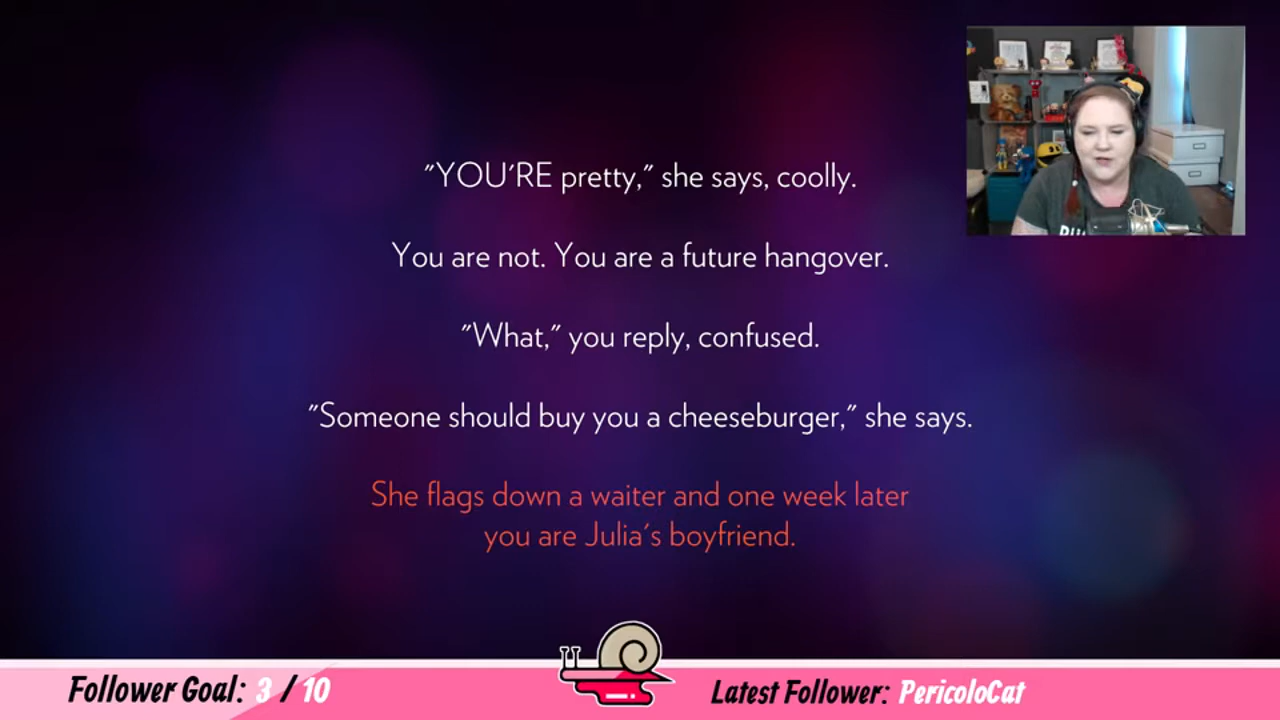 "YOU'RE pretty," she says, coolly.
You are not. You are a future hangover.
"What," you reply, confused.
"Someone should buy you a cheeseburger," she says.
She flags down a waiter and one week later
you are Julia's boyfriend.
Follower Goal: 3 / 10
Latest Follower: PericoloCat